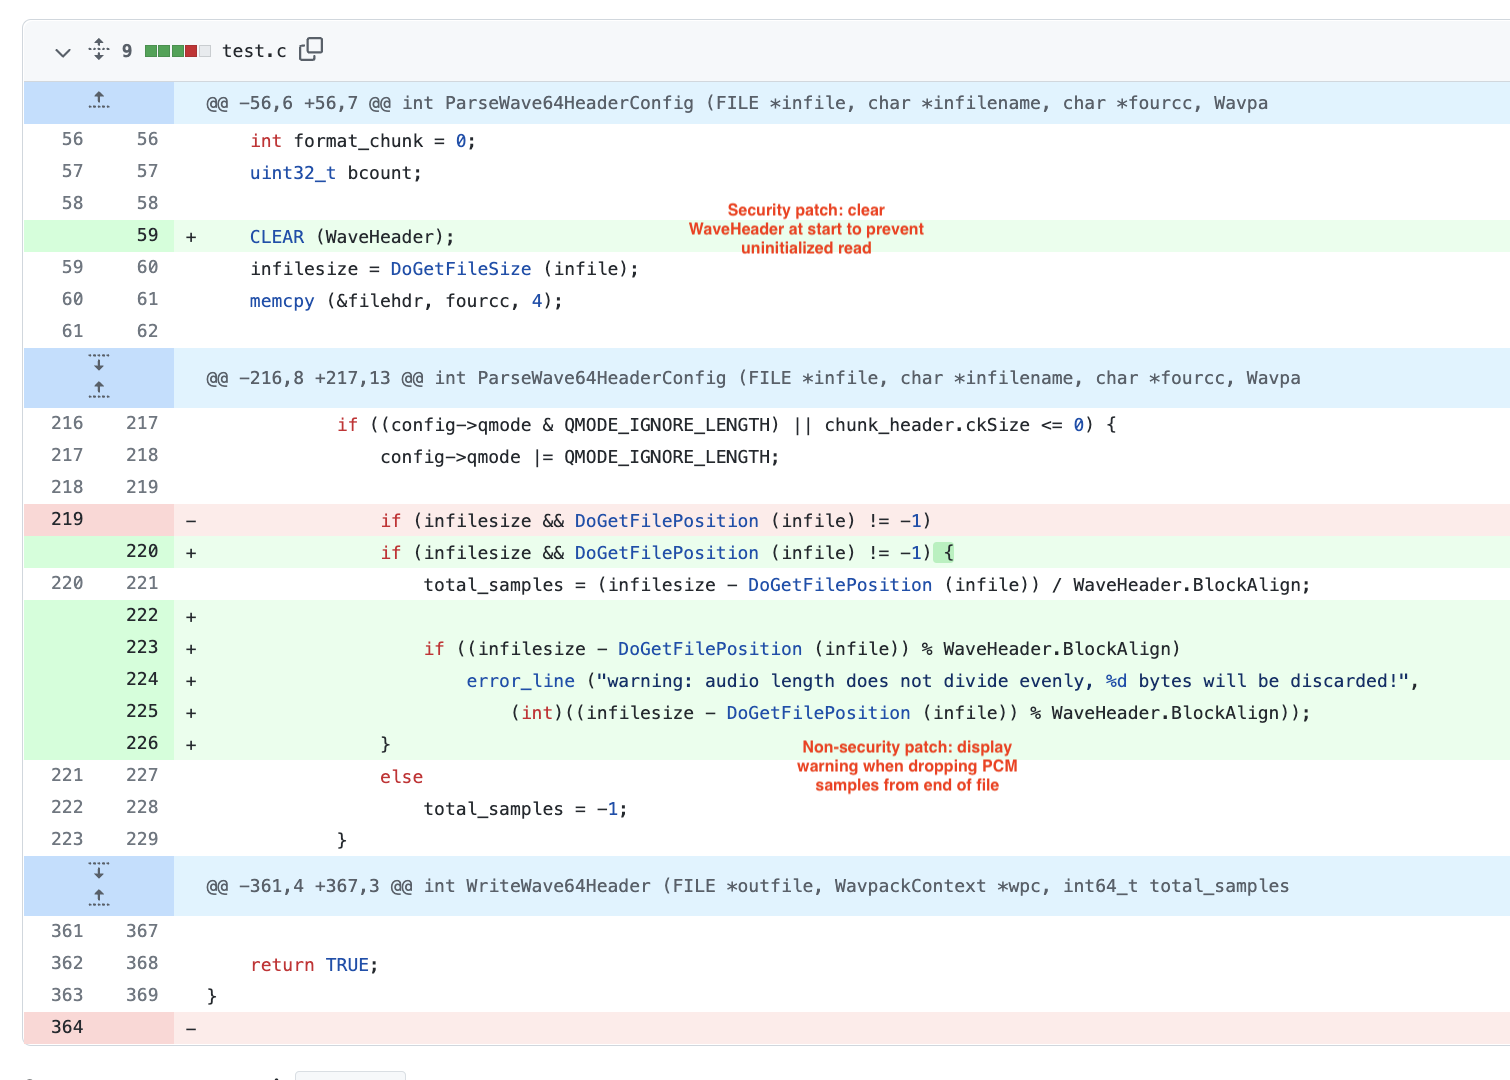 9 test.c
@@ -56,6 +56,7 @@ int ParseWave64HeaderConfig (FILE *infile, char *infilename, char *fourcc, Wavpa
56 56 int format_chunk = 0;
57 57 uint32_t bcount;
58 58
Security patch: clear
WaveHeader at start to prevent
uninitialized read
59 + CLEAR (WaveHeader);
59 60 infilesize = DoGetFileSize (infile);
60 61 memcpy (&filehdr, fourcc, 4);
61 62
@@ -216,8 +217,13 @@ int ParseWave64HeaderConfig (FILE *infile, char *infilename, char *fourcc, Wavpa
216 217 if ((config->qmode & QMODE_IGNORE_LENGTH) || chunk_header.ckSize <= 0) {
217 218 config->qmode |= QMODE_IGNORE_LENGTH;
218 219
219 - if (infilesize && DoGetFilePosition (infile) != -1)
220 + if (infilesize && DoGetFilePosition (infile) != -1) {
220 221 total_samples = (infilesize - DoGetFilePosition (infile)) / WaveHeader.BlockAlign;
222 +
223 + if ((infilesize - DoGetFilePosition (infile)) % WaveHeader.BlockAlign)
224 + error_line ("warning: audio length does not divide evenly, %d bytes will be discarded!",
225 + (int)((infilesize - DoGetFilePosition (infile)) % WaveHeader.BlockAlign));
226 + }
Non-security patch: display
warning when dropping PCM
samples from end of file
221 227 else
222 228 total_samples = -1;
223 229 }
@@ -361,4 +367,3 @@ int WriteWave64Header (FILE *outfile, WavpackContext *wpc, int64_t total_samples
361 367
362 368 return TRUE;
363 369 }
364 -